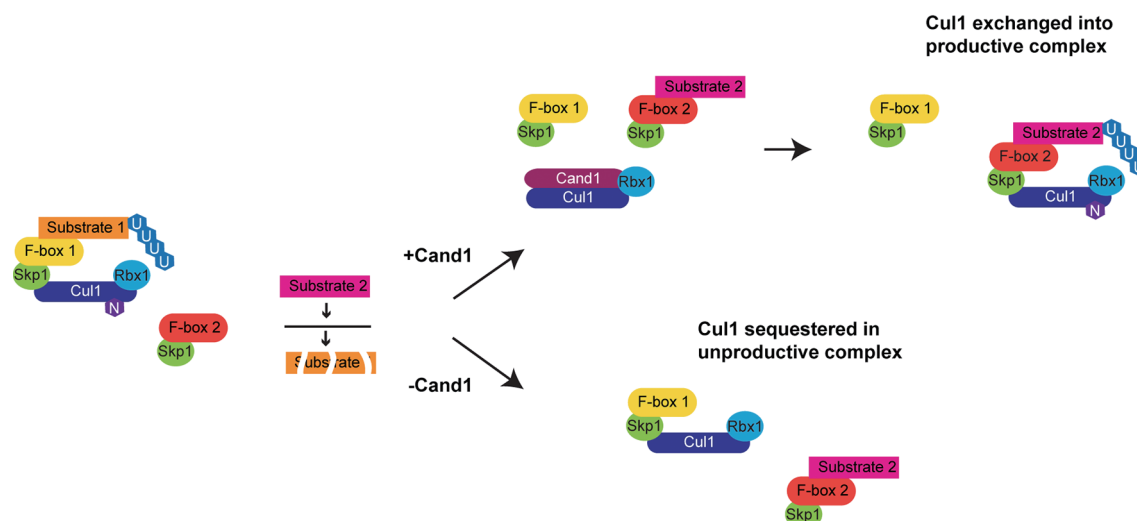 Cul1 exchanged into
productive complex
Substrate 2
F-box 1
F-box 2
Skp1
Skp1
Cand1
Rbx1
Cul1
F-box 1
Skp1
Substrate 2
U
U
U
U
F-box 2
Skp1
Rbx1
Cul1
N
Substrate 1
U
U
U
U
F-box 1
Skp1
Rbx1
Cul1
N
F-box 2
Skp1
Substrate 2
Substrate
+Cand1
-Cand1
Cul1 sequestered in
unproductive complex
F-box 1
Skp1
Rbx1
Cul1
Substrate 2
F-box 2
Skp1